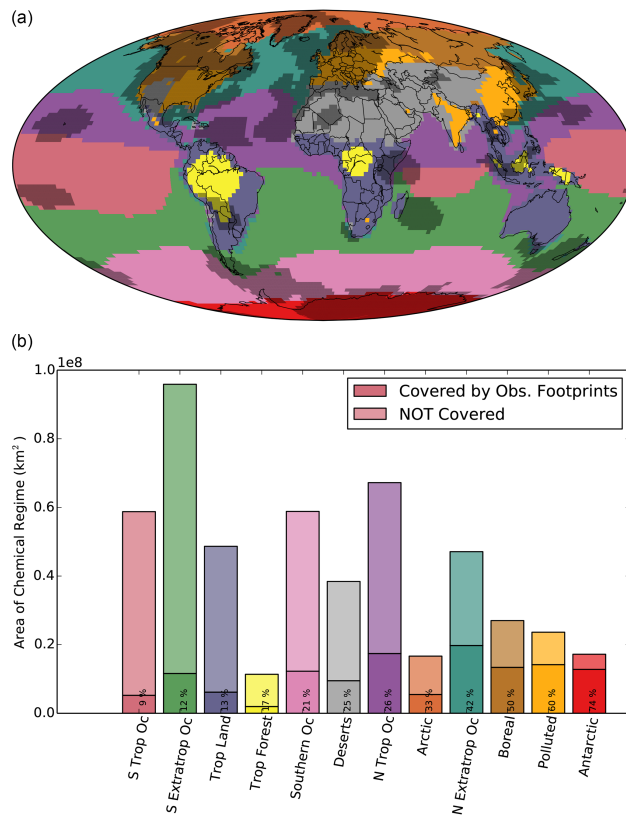 (a)
(b)
1e8
Covered by Obs. Footprints
NOT Covered
Area of Chemical Regime (km²)
1.0
0.8
0.6
0.4
0.2
0.0
9 %
12 %
13 %
17 %
21 %
25 %
26 %
33 %
42 %
50 %
60 %
74 %
S Trop Oc
S Extratrop Oc
Trop Land
Trop Forest
Southern Oc
Deserts
N Trop Oc
Arctic
N Extratrop Oc
Boreal
Polluted
Antarctic